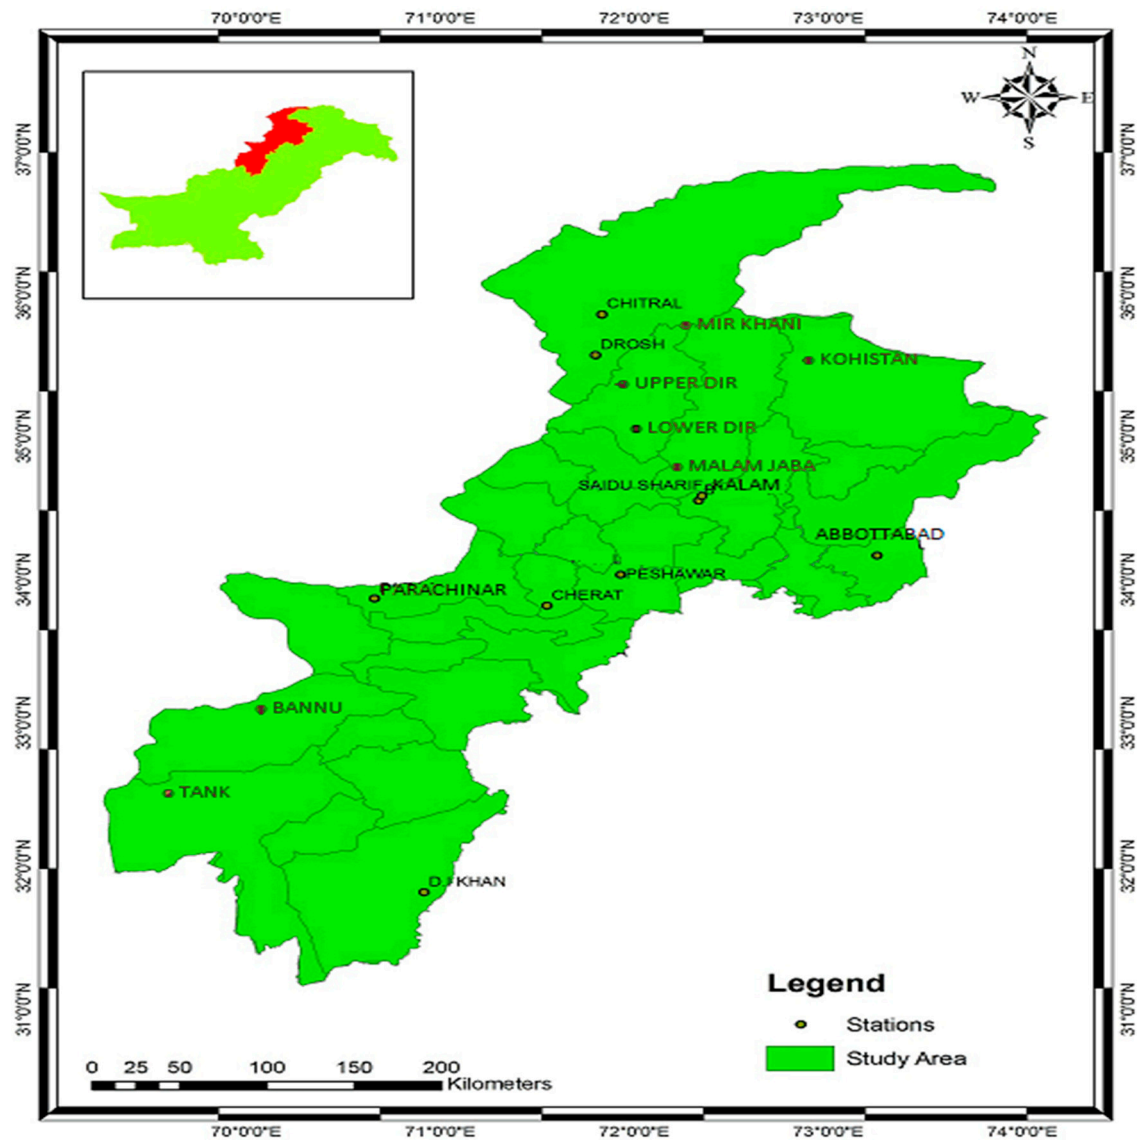 70°0'0"E 71°0'0"E 72°0'0"E 73°0'0"E 74°0'0"E
N
W E
S
37°0'0"N 37°0'0"N
36°0'0"N 36°0'0"N
CHITRAL
MIR KHANI
DROSH
KOHISTAN
UPPER DIR
LOWER DIR
35°0'0"N 35°0'0"N
MALAM JABA
SAIDU SHARIF KALAM
ABBOTTABAD
34°0'0"N 34°0'0"N
PESHAWAR
PARACHINAR
CHERAT
BANNU
33°0'0"N 33°0'0"N
TANK
32°0'0"N 32°0'0"N
D I KHAN
Legend
31°0'0"N 31°0'0"N
Stations
Study Area
0 25 50 100 150 200
Kilometers
70°0'0"E 71°0'0"E 72°0'0"E 73°0'0"E 74°0'0"E